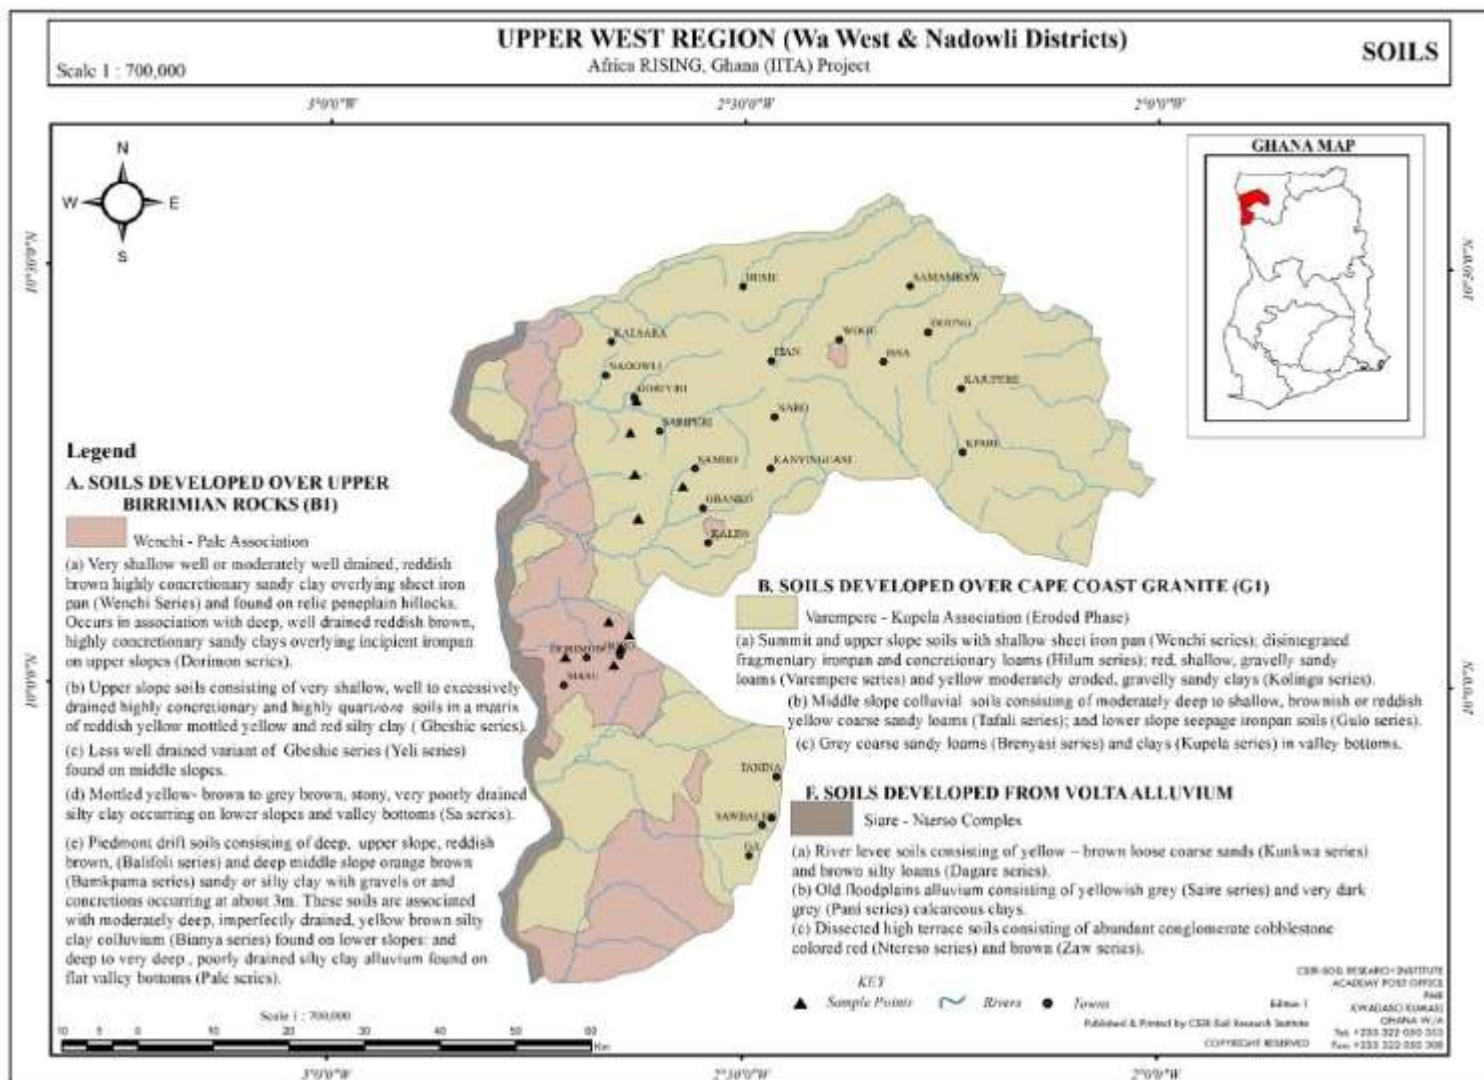 UPPER WEST REGION (Wa West & Nadowli Districts)
Africa RISING, Ghana (IITA) Project
SOILS
Scale 1 : 700,000
3°0'0"W
2°30'0"W
2°0'0"W
N
W
E
S
GHANA MAP
10°30'0"N
10°30'0"N
10°0'0"N
10°0'0"N
KALSARA
NADOWLI
WOGU
ISSA
NARO
KANYINGUASI
SAMBO
GBANKO
KALEO
DORIMON
TANINA
GA
Legend
A. SOILS DEVELOPED OVER UPPER
BIRRIMIAN ROCKS (B1)
Wenchi - Pale Association
(a) Very shallow well or moderately well drained, reddish
brown highly concretionary sandy clay overlying sheet iron
pan (Wenchi Series) and found on relic peneplain hillocks.
Occurs in association with deep, well drained reddish brown,
highly concretionary sandy clays overlying incipient ironpan
on upper slopes (Dorimon series).
(b) Upper slope soils consisting of very shallow, well to excessively
drained highly concretionary and highly quartzoze soils in a matrix
of reddish yellow mottled yellow and red silty clay ( Gbeshie series).
(c) Less well drained variant of Gbeshie series (Yeli series)
found on middle slopes.
(d) Mottled yellow- brown to grey brown, stony, very poorly drained
silty clay occurring on lower slopes and valley bottoms (Sa series).
(e) Piedmont drift soils consisting of deep, upper slope, reddish
brown, (Balifoli series) and deep middle slope orange brown
(Bamkpama series) sandy or silty clay with gravels or and
concretions occurring at about 3m. These soils are associated
with moderately deep, imperfectly drained, yellow brown silty
clay colluvium (Bianya series) found on lower slopes: and
deep to very deep , poorly drained silty clay alluvium found on
flat valley bottoms (Pale series).
B. SOILS DEVELOPED OVER CAPE COAST GRANITE (G1)
Varempere - Kupela Association (Eroded Phase)
(a) Summit and upper slope soils with shallow sheet iron pan (Wenchi series); disintegrated
fragmentary ironpan and concretionary loams (Hilum series); red, shallow, gravelly sandy
loams (Varempere series) and yellow moderately eroded, gravelly sandy clays (Kolingu series).
(b) Middle slope colluvial soils consisting of moderately deep to shallow, brownish or reddish
yellow coarse sandy loams (Tafali series); and lower slope seepage ironpan soils (Gulo series).
(c) Grey coarse sandy loams (Brenyasi series) and clays (Kupela series) in valley bottoms.
F. SOILS DEVELOPED FROM VOLTA ALLUVIUM
Siare - Nterso Complex
(a) River levee soils consisting of yellow – brown loose coarse sands (Kunkwa series)
and brown silty loams (Dagare series).
(b) Old floodplains alluvium consisting of yellowish grey (Saire series) and very dark
grey (Pani series) calcareous clays.
(c) Dissected high terrace soils consisting of abundant conglomerate cobblestone
colored red (Ntereso series) and brown (Zaw series).
KEY
Sample Points
Rivers
Towns
Edition 1
Published & Printed by CSIR-Soil Research Institute
COPYRIGHT RESERVED
CSIR-SOIL RESEARCH INSTITUTE
ACADEMY POST OFFICE
PMB
KWADASO KUMASI
GHANA W/A
Scale 1 : 700,000
10 5 0 10 20 30 40 50 60
Km
3°0'0"W
2°30'0"W
2°0'0"W